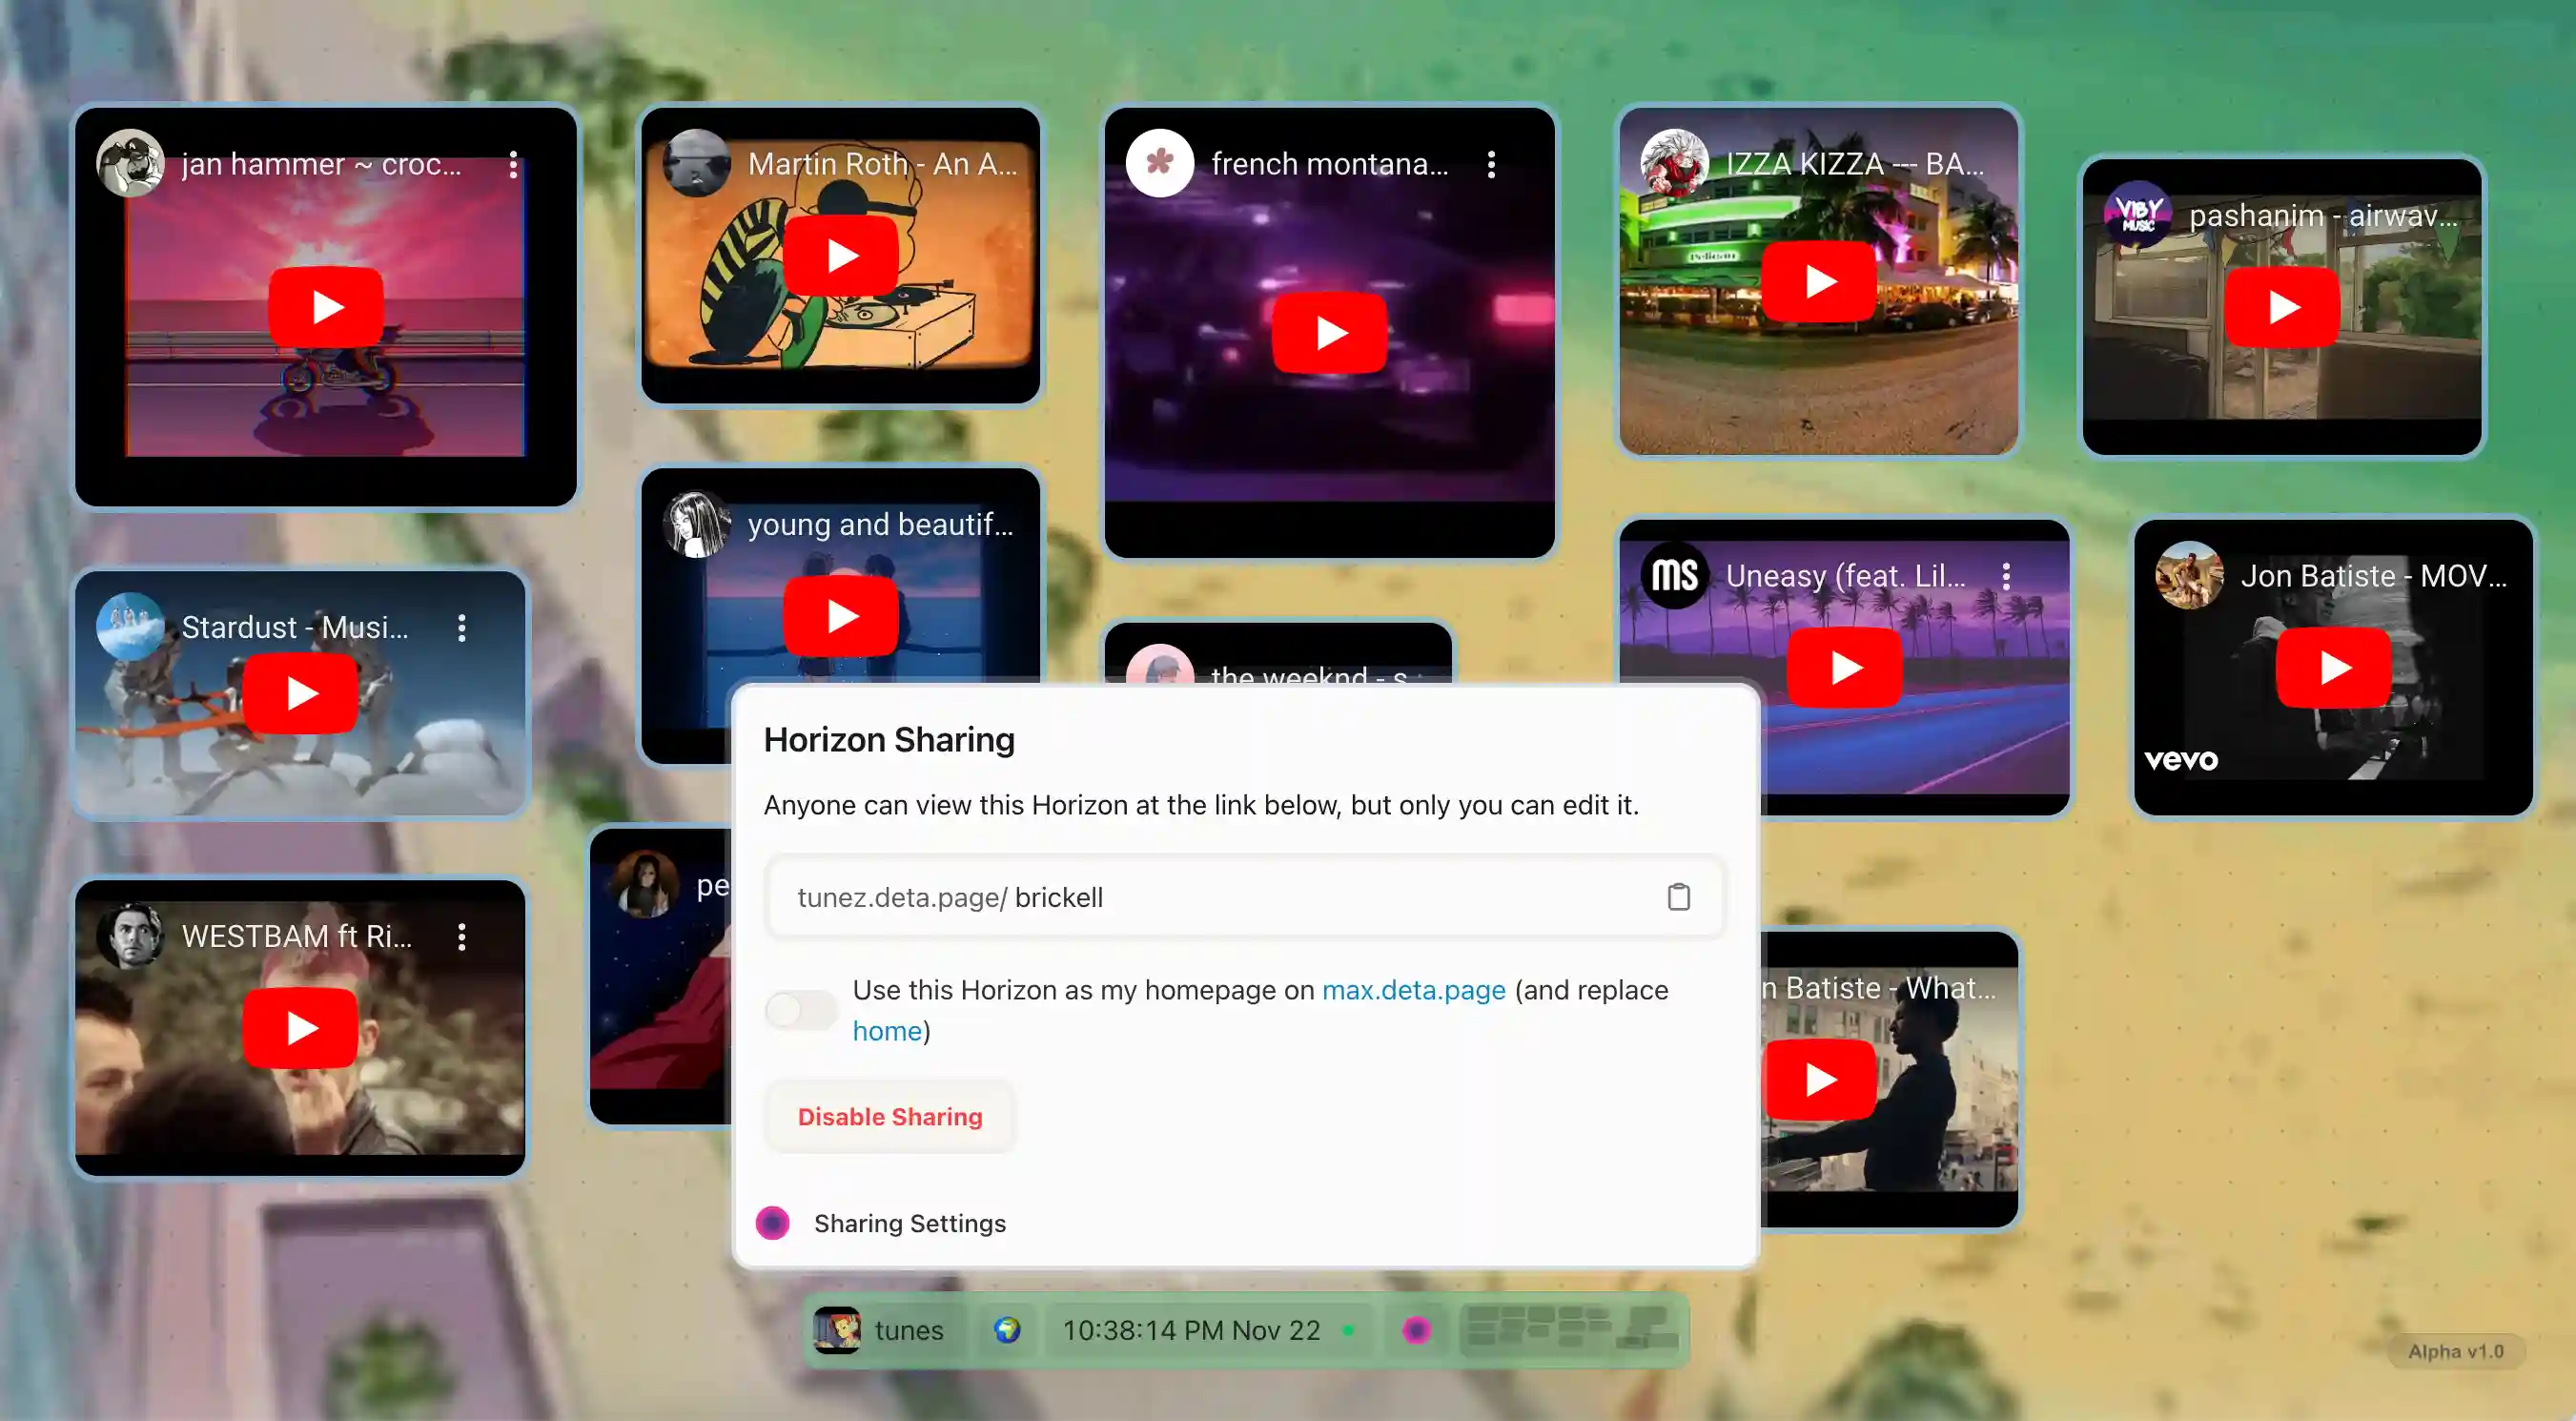 jan hammer ~ croc...
Martin Roth - An A...
french montana...
IZZA KIZZA --- BA...
Pelican
VIBY
MUSIC
pashanim - airwav...
young and beautif...
Stardust - Musi...
the weeknd - s
ms
Uneasy (feat. Lil...
Jon Batiste - MOV...
vevo
WESTBAM ft Ri...
pe
n Batiste - What...
Horizon Sharing
Anyone can view this Horizon at the link below, but only you can edit it.
tunez.deta.page/ brickell
Use this Horizon as my homepage on max.deta.page (and replace
home)
Disable Sharing
Sharing Settings
tunes
10:38:14 PM Nov 22
Alpha v1.0